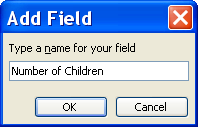 Add Field
Type a name for your field
Number of Children
OK
Cancel